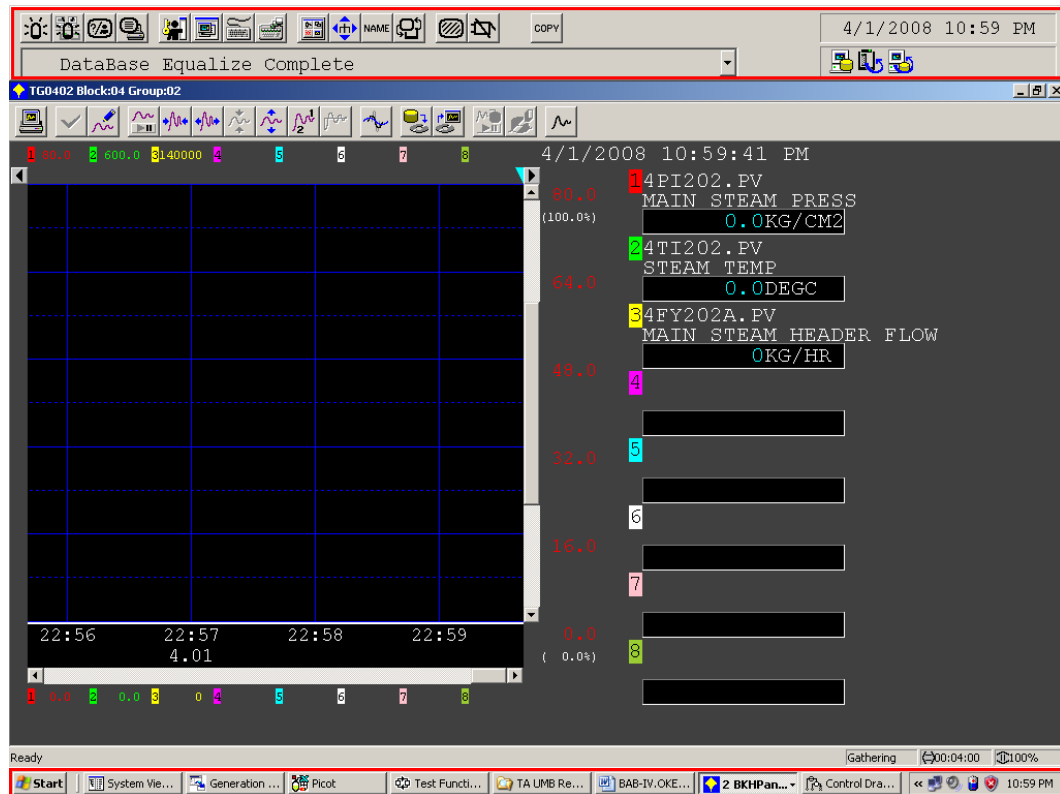 NAME
COPY
4/1/2008 10:59 PM
DataBase Equalize Complete
TG0402 Block:04 Group:02
1 80.0 2 600.0 3 140000 4 5 6 7 8
4/1/2008 10:59:41 PM
80.0
(100.0%)
64.0
48.0
32.0
16.0
0.0
( 0.0%)
1 4PI202.PV
MAIN STEAM PRESS
0.0KG/CM2
2 4TI202.PV
STEAM TEMP
0.0DEGC
3 4FY202A.PV
MAIN STEAM HEADER FLOW
0KG/HR
4
5
6
7
8
22:56 22:57 22:58 22:59
4.01
1 0.0 2 0.0 3 0 4 5 6 7 8
Ready
Gathering 00:04:00 100%
Start System Vie... Generation ... Picot Test Functi... TA UMB Re... BAB-IV.OKE... 2 BKHPan... Control Dra... « 10:59 PM